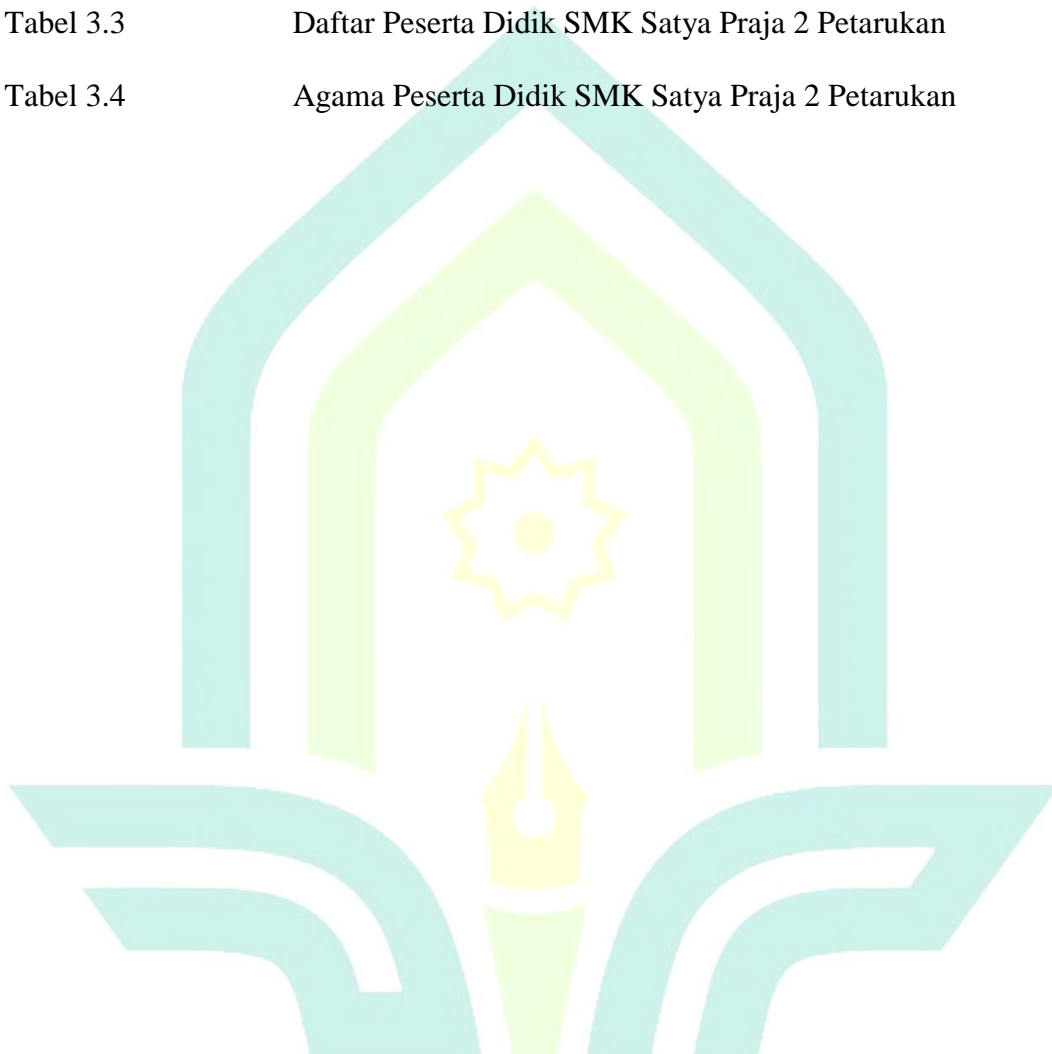 Tabel 3.3 Daftar Peserta Didik SMK Satya Praja 2 Petarukan
Tabel 3.4 Agama Peserta Didik SMK Satya Praja 2 Petarukan